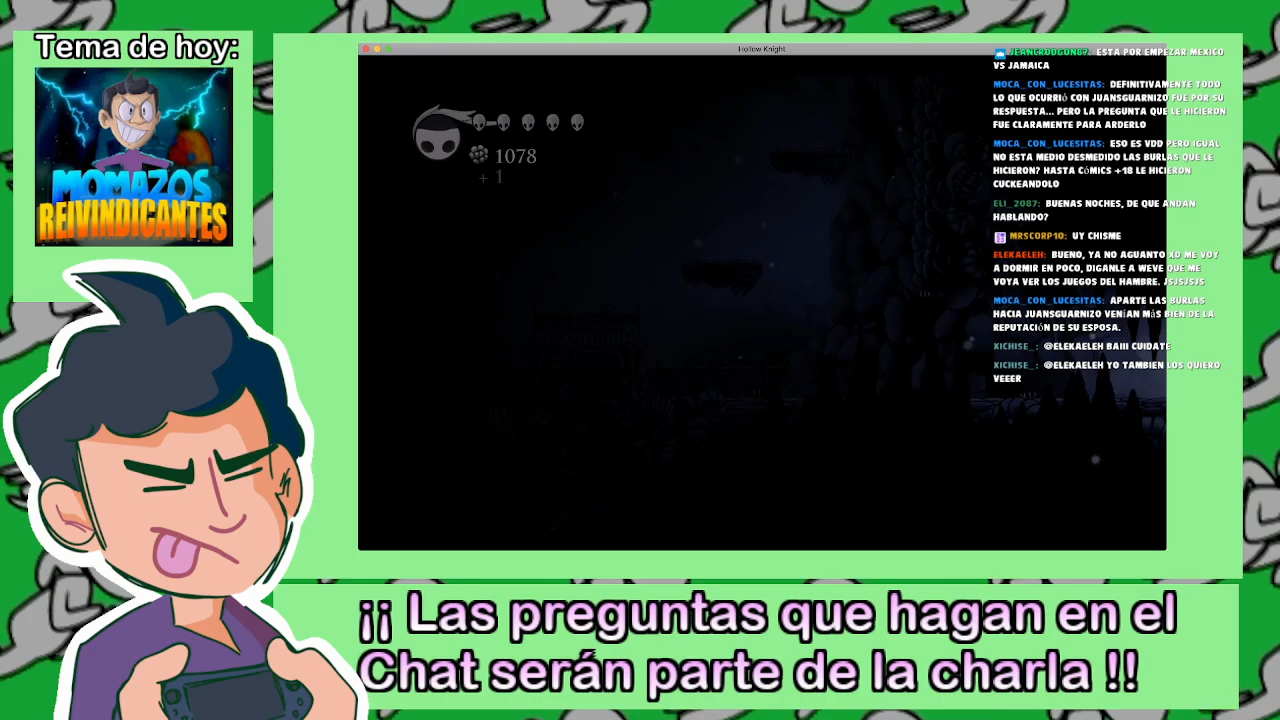 Tema de hoy:
MOMAZOS
REIVINDICANTES
Hollow Knight
1078
+ 1
JEANCRODGON87: ESTA POR EMPEZAR MEXICO
VS JAMAICA
MOCA_CON_LUCESITAS: DEFINITIVAMENTE TODO
LO QUE OCURRIÓ CON JUANSGUARNIZO FUE POR SU
RESPUESTA... PERO LA PREGUNTA QUE LE HICIERON
FUE CLARAMENTE PARA ARDERLO
MOCA_CON_LUCESITAS: ESO ES VDD PERO IGUAL
NO ESTA MEDIO DESMEDIDO LAS BURLAS QUE LE
HICIERON? HASTA CÓMICS +18 LE HICIERON
CUCKEANDOLO
ELI_2087: BUENAS NOCHES, DE QUE ANDAN
HABLANDO?
MRSCORP10: UY CHISME
ELEKAELEH: BUENO, YA NO AGUANTO XD ME VOY
A DORMIR EN POCO, DIGANLE A WEVE QUE ME
VOYA VER LOS JUEGOS DEL HAMBRE. JSJSJSJS
MOCA_CON_LUCESITAS: APARTE LAS BURLAS
HACIA JUANSGUARNIZO VENÍAN MÁS BIEN DE LA
REPUTACIÓN DE SU ESPOSA.
XICHISE_: @ELEKAELEH BAIII CUIDATE
XICHISE_: @ELEKAELEH YO TAMBIEN LOS QUIERO
VEEER
¡¡ Las preguntas que hagan en el
Chat serán parte de la charla !!